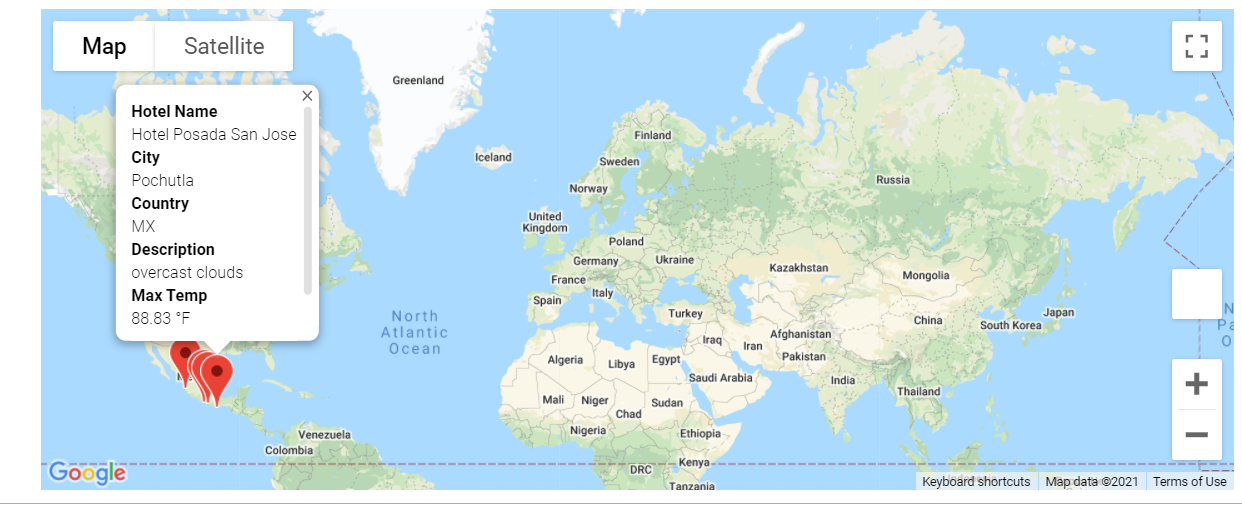 Map
Satellite
Hotel Name
Hotel Posada San Jose
City
Pochutla
Country
MX
Description
overcast clouds
Max Temp
88.83 °F
Greenland
Iceland
Finland
Sweden
Norway
Russia
United
Kingdom
Poland
Germany
Ukraine
France
Kazakhstan
Mongolia
Italy
Spain
Turkey
North
Atlantic
Ocean
Japan
China
South Korea
Iraq
Iran
Afghanistan
Pakistan
Algeria
Libya
Egypt
Saudi Arabia
India
Thailand
Mali
Niger
Chad
Sudan
Nigeria
Ethiopia
Venezuela
Colombia
DRC
Kenya
Tanzania
Google
Keyboard shortcuts
Map data ©2021
Terms of Use